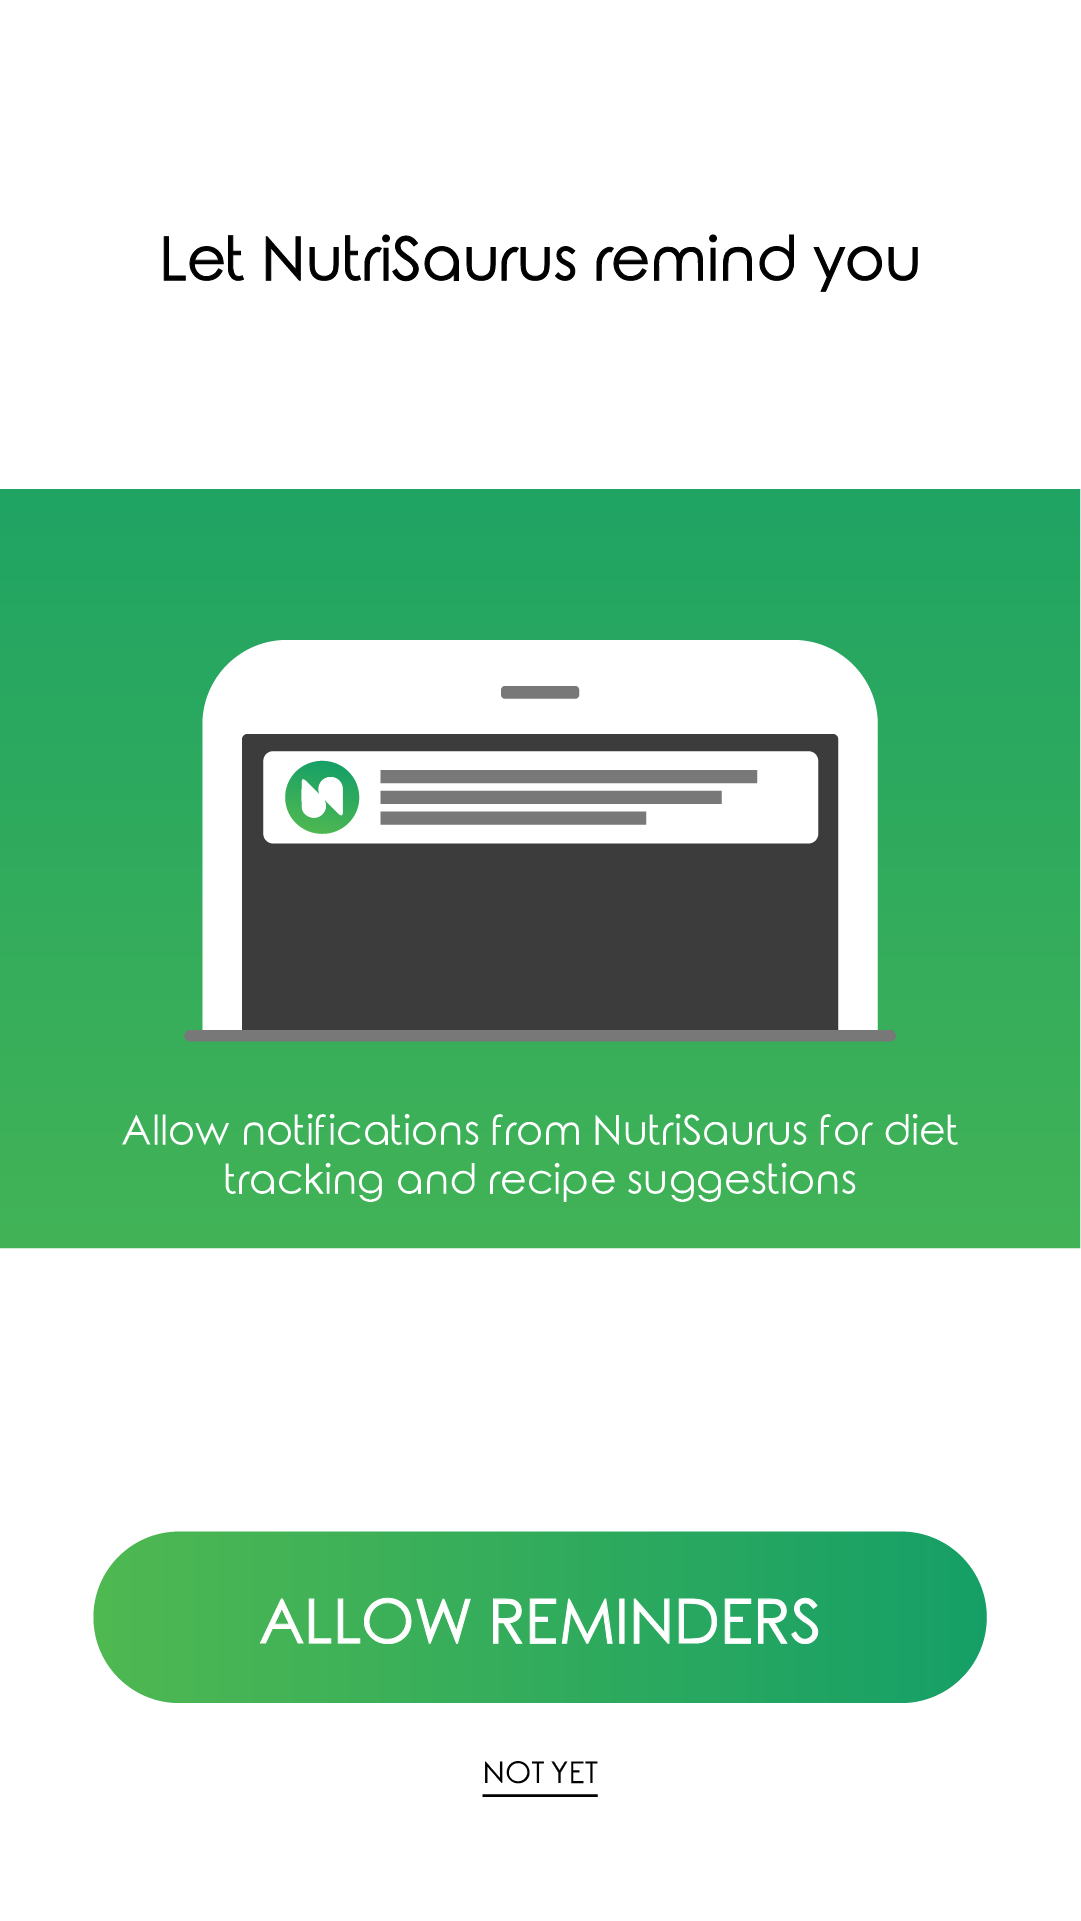 Let NutriSaurus remind you
Allow notifications from NutriSaurus for diet
tracking and recipe suggestions
ALLOW REMINDERS
NOT YET